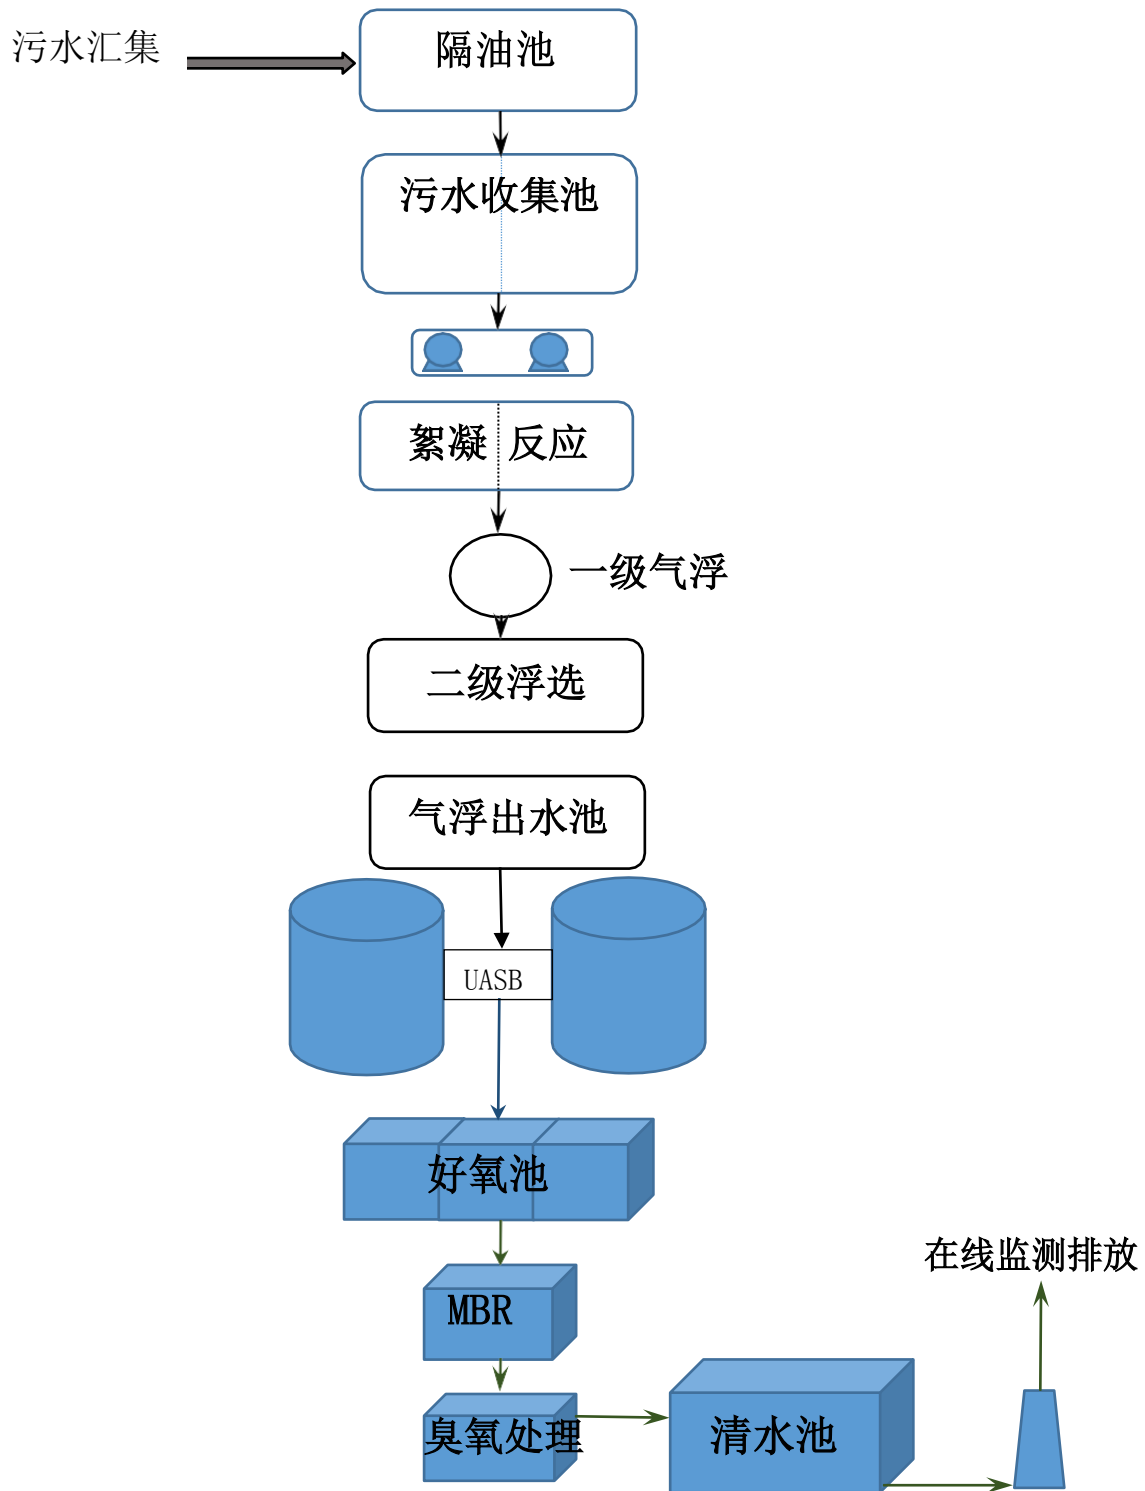 污水汇集
隔油池
污水收集池
絮凝 反应
一级气浮
二级浮选
气浮出水池
UASB
好氧池
MBR
在线监测排放
臭氧处理
清水池